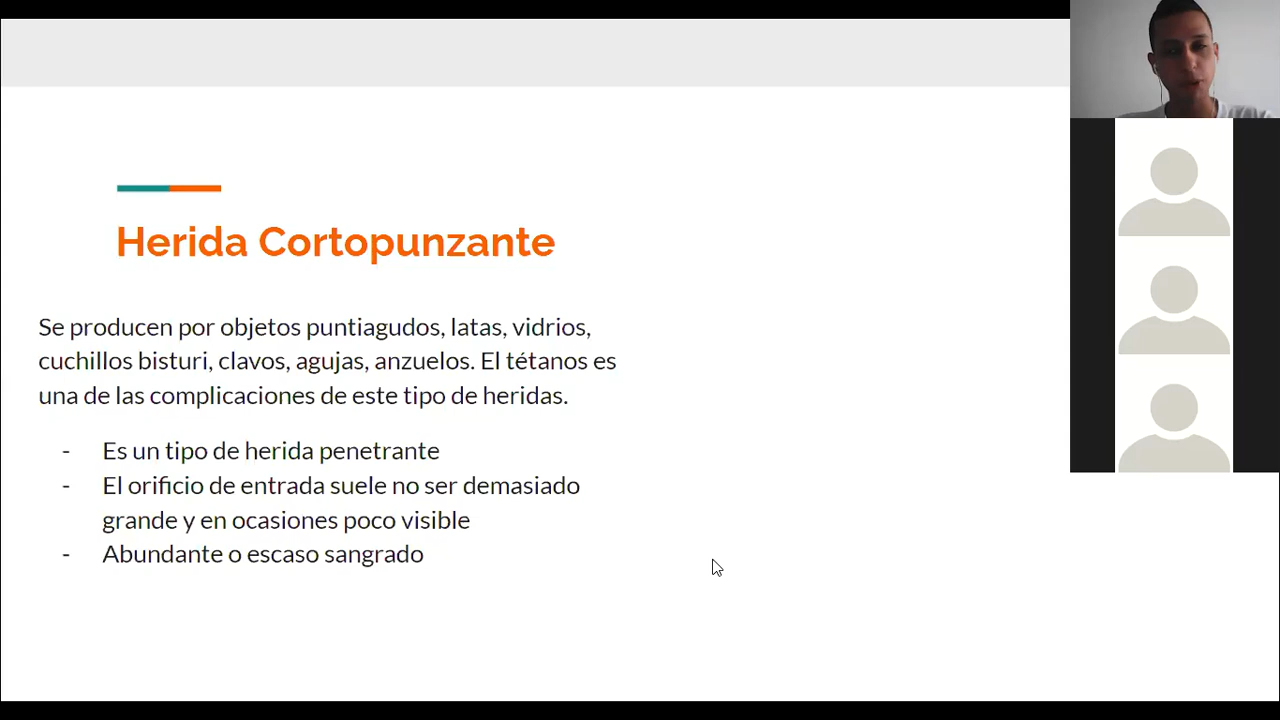 Herida Cortopunzante
Se producen por objetos puntiagudos, latas, vidrios,
cuchillos bisturi, clavos, agujas, anzuelos. El tétanos es
una de las complicaciones de este tipo de heridas.
- Es un tipo de herida penetrante
- El orificio de entrada suele no ser demasiado
grande y en ocasiones poco visible
- Abundante o escaso sangrado